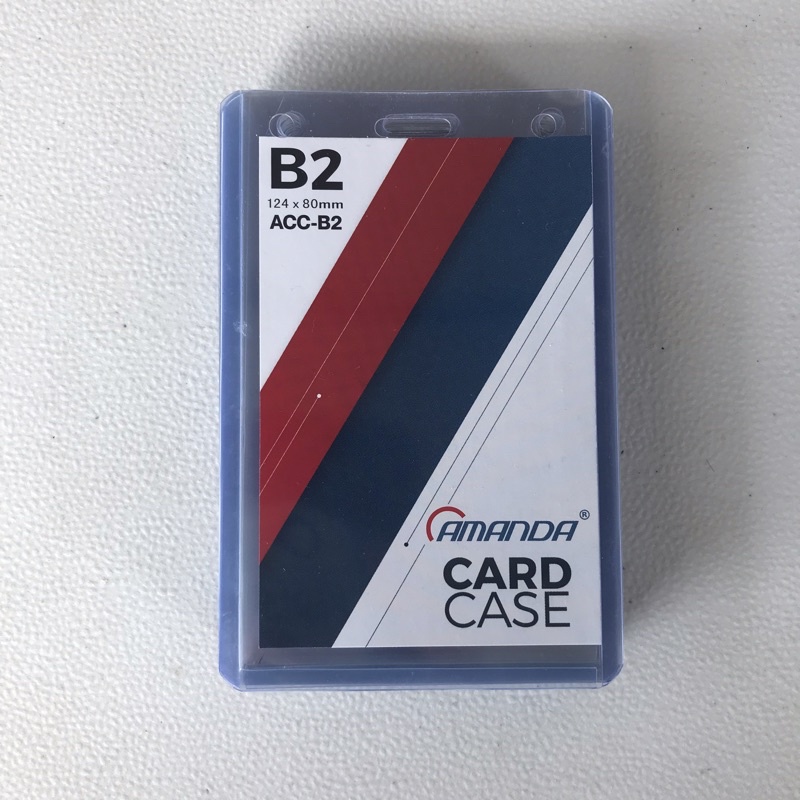 B2
124 x 80mm
ACC-B2
AMANDA®
CARD
CASE